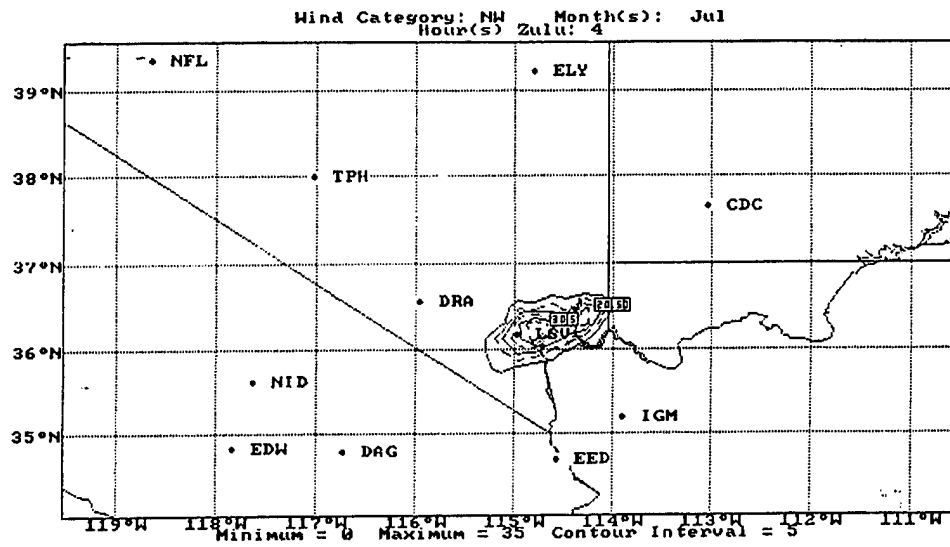 Wind Category: NW Month(s): Jul
Hour(s) Zulu: 4
NFL ELY
39°N
38°N TPH
CDC
37°N
DRA
LSV
36°N
NID
IGM
35°N
EDW DAG EED
119°W 118°W 117°W 116°W 115°W 114°W 113°W 112°W 111°W
Minimum = 0 Maximum = 35 Contour Interval = 5